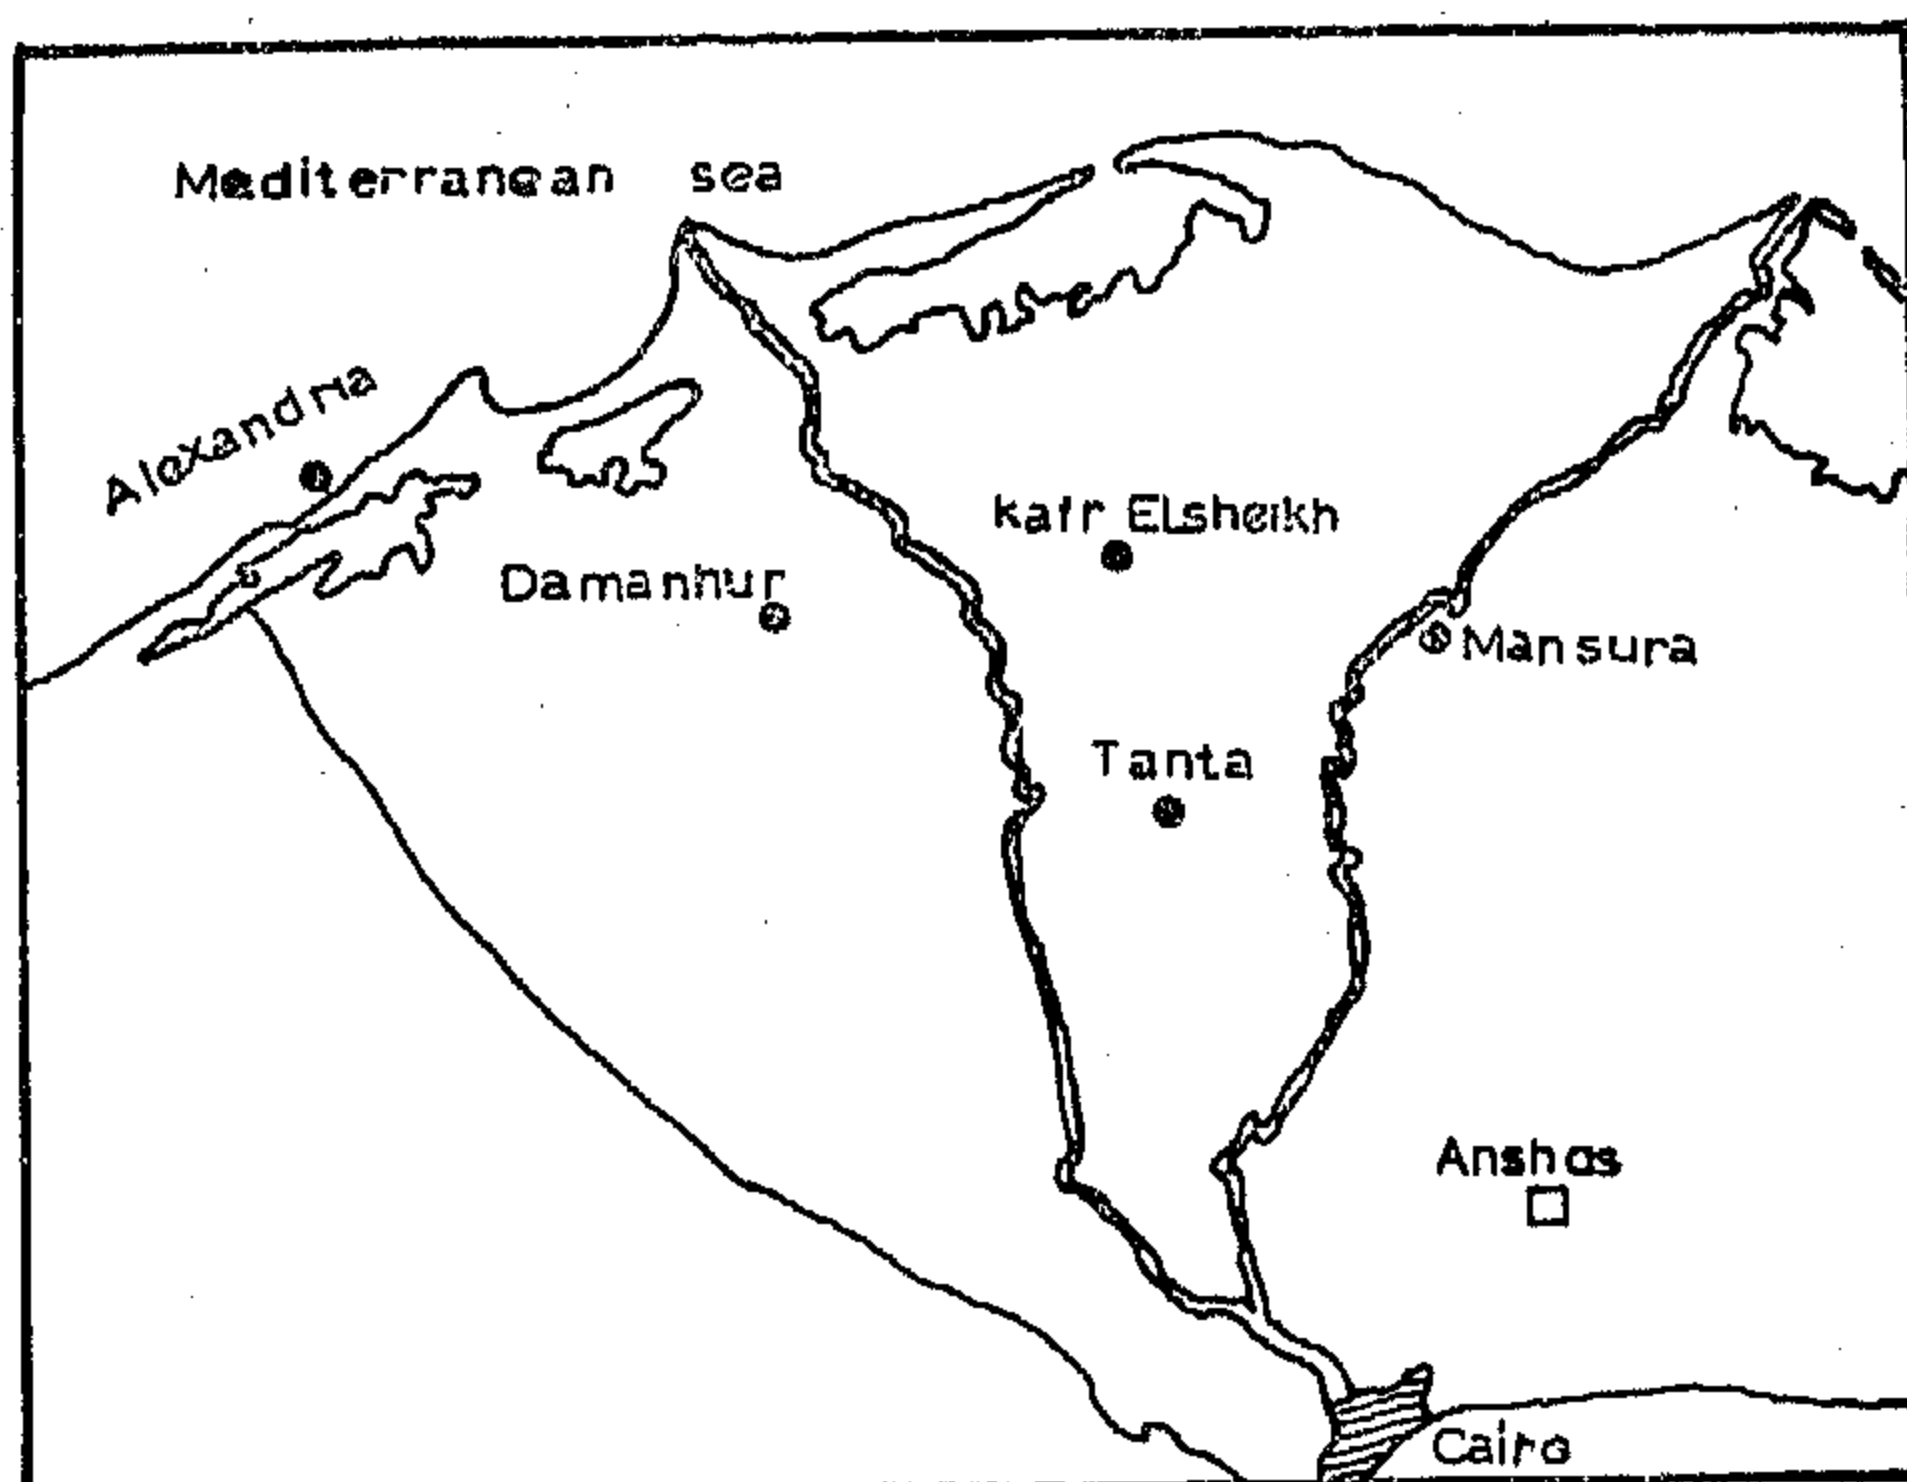 Mediterranean sea
Alexandria
Kafr ELsheikh
Damanhur
Mansura
Tanta
Anshas
Cairo